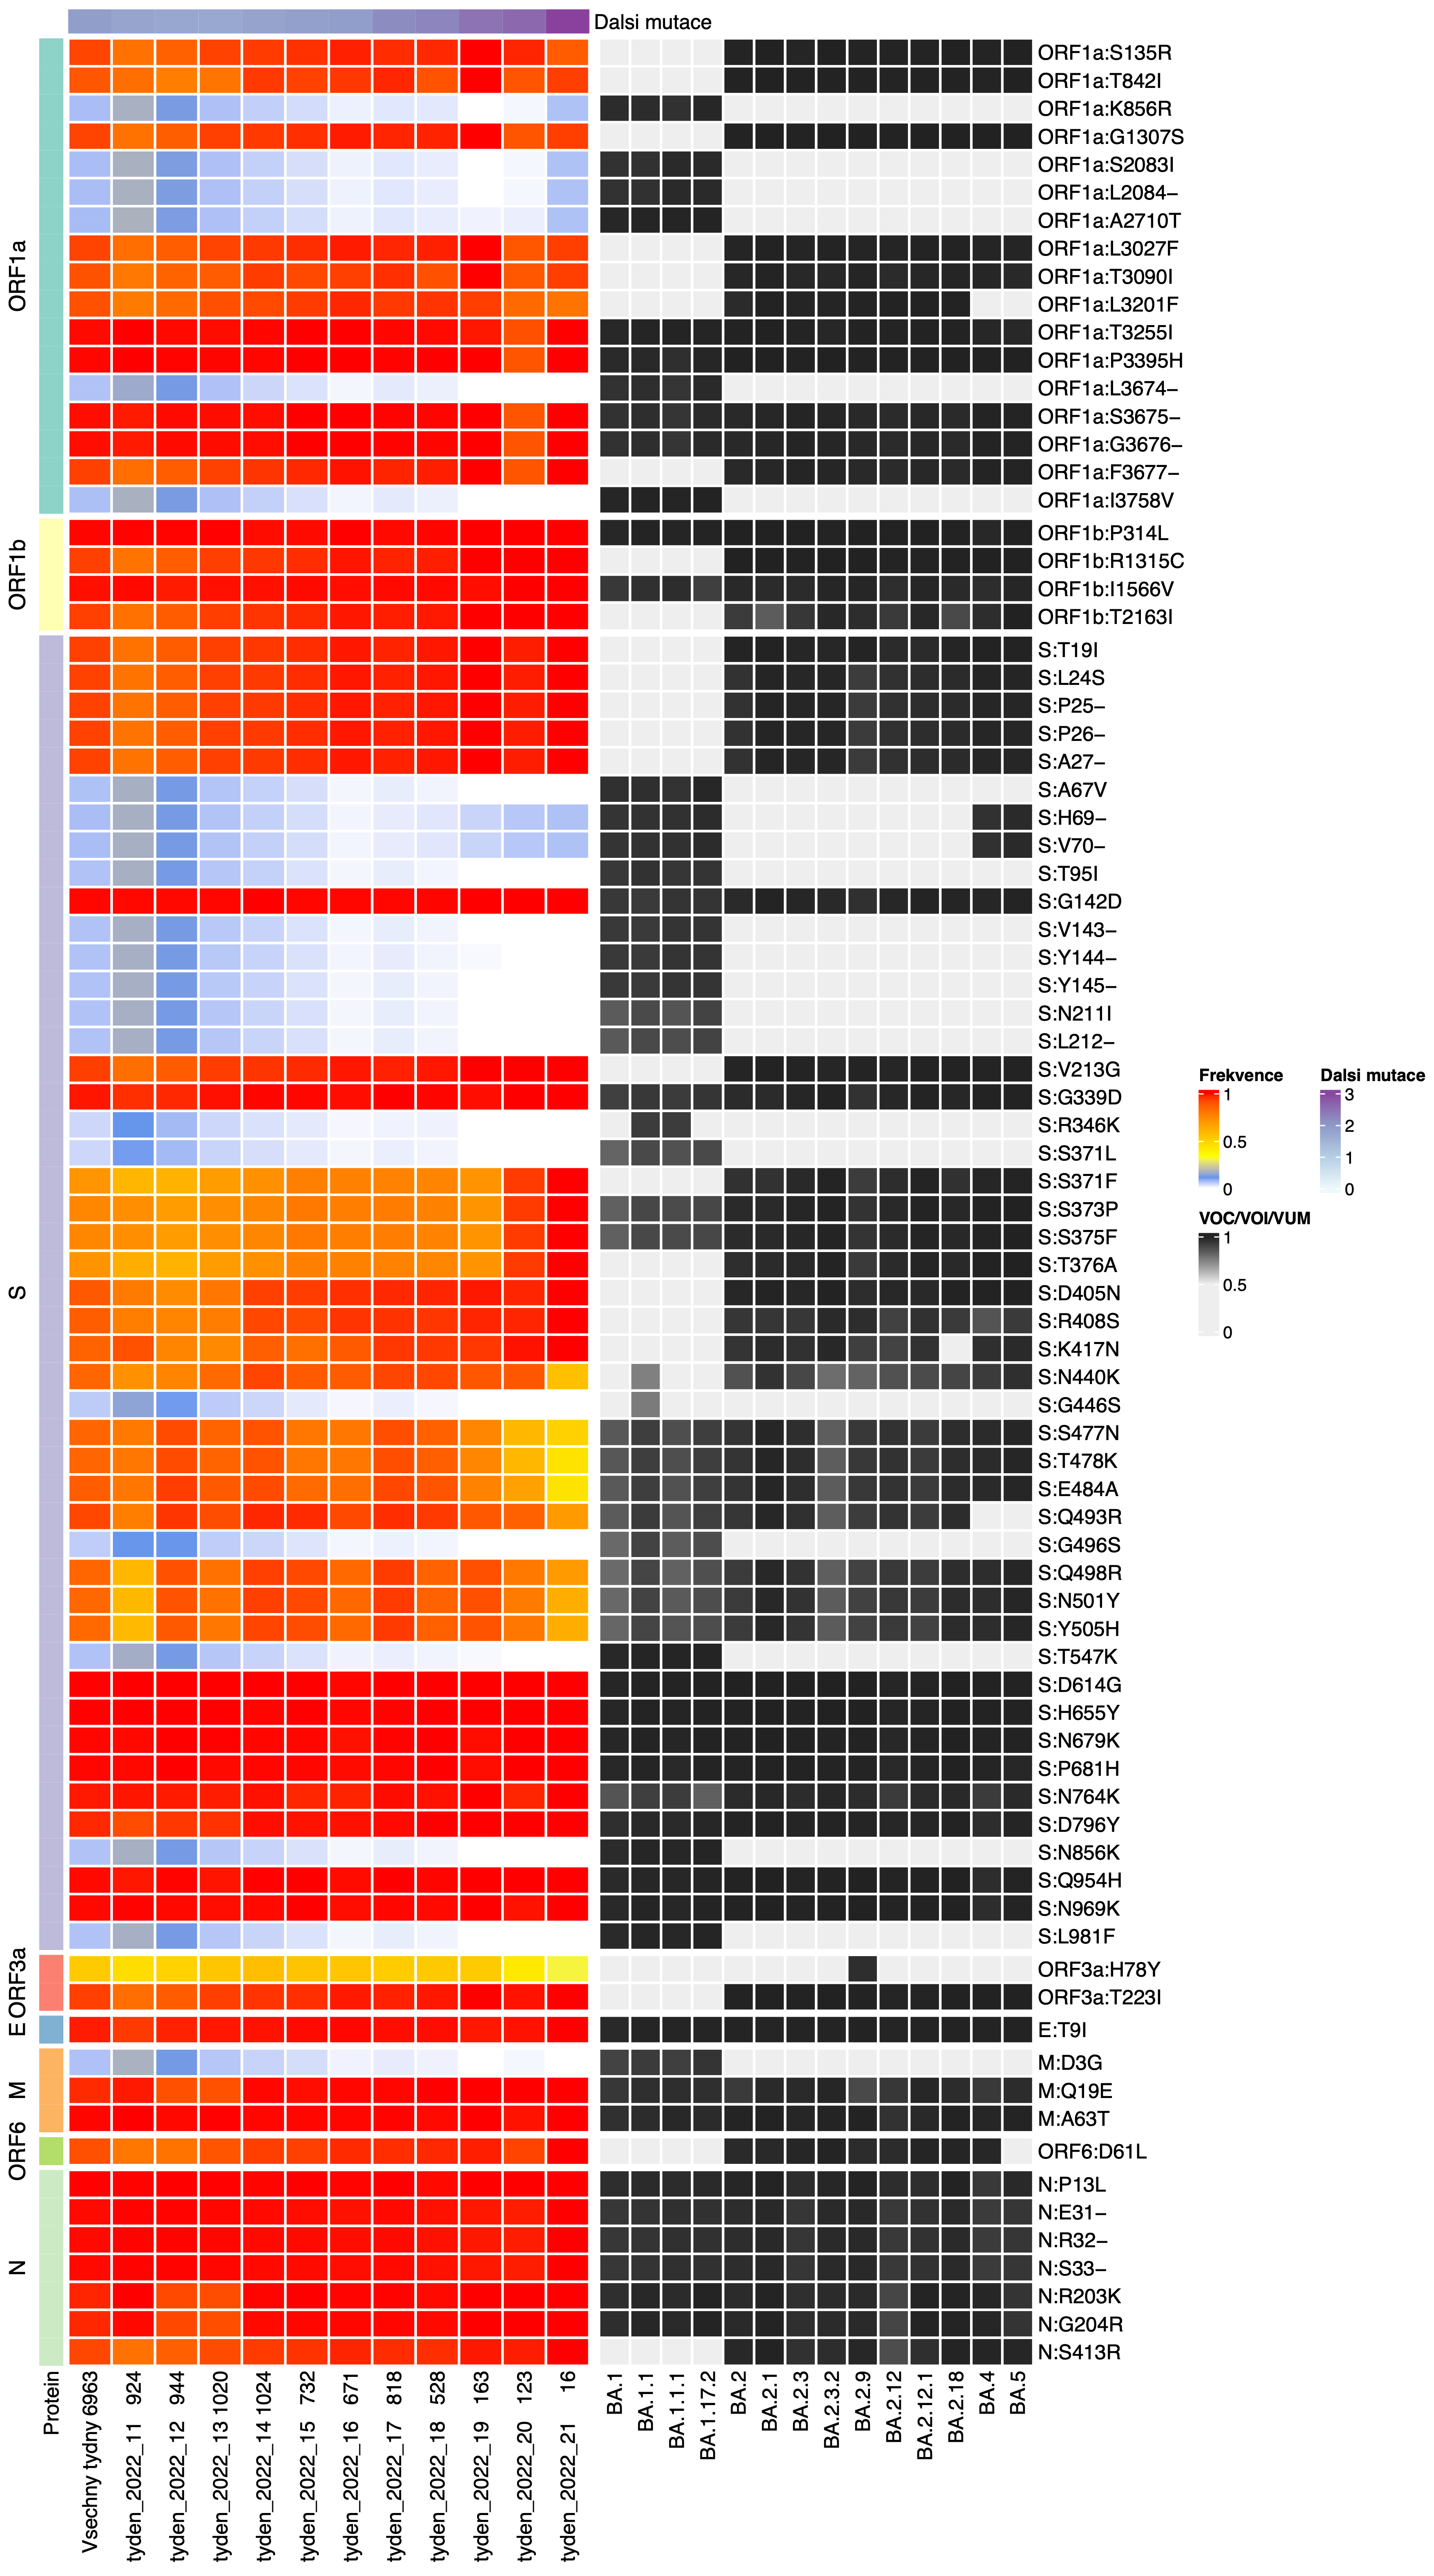 Dalsi mutace
ORF1a
ORF1a:S135R
ORF1a:T842I
ORF1a:K856R
ORF1a:G1307S
ORF1a:S2083I
ORF1a:L2084–
ORF1a:A2710T
ORF1a:L3027F
ORF1a:T3090I
ORF1a:L3201F
ORF1a:T3255I
ORF1a:P3395H
ORF1a:L3674–
ORF1a:S3675–
ORF1a:G3676–
ORF1a:F3677–
ORF1a:I3758V
ORF1b
ORF1b:P314L
ORF1b:R1315C
ORF1b:I1566V
ORF1b:T2163I
S
S:T19I
S:L24S
S:P25–
S:P26–
S:A27–
S:A67V
S:H69–
S:V70–
S:T95I
S:G142D
S:V143–
S:Y144–
S:Y145–
S:N211I
S:L212–
S:V213G
S:G339D
S:R346K
S:S371L
S:S371F
S:S373P
S:S375F
S:T376A
S:D405N
S:R408S
S:K417N
S:N440K
S:G446S
S:S477N
S:T478K
S:E484A
S:Q493R
S:G496S
S:Q498R
S:N501Y
S:Y505H
S:T547K
S:D614G
S:H655Y
S:N679K
S:P681H
S:N764K
S:D796Y
S:N856K
S:Q954H
S:N969K
S:L981F
ORF3a
ORF3a:H78Y
ORF3a:T223I
E
E:T9I
M
M:D3G
M:Q19E
M:A63T
ORF6
ORF6:D61L
N
N:P13L
N:E31–
N:R32–
N:S33–
N:R203K
N:G204R
N:S413R
Protein
Vsechny tydny 6963
tyden_2022_11 924
tyden_2022_12 944
tyden_2022_13 1020
tyden_2022_14 1024
tyden_2022_15 732
tyden_2022_16 671
tyden_2022_17 818
tyden_2022_18 528
tyden_2022_19 163
tyden_2022_20 123
tyden_2022_21 16
BA.1
BA.1.1
BA.1.1.1
BA.1.17.2
BA.2
BA.2.1
BA.2.3
BA.2.3.2
BA.2.9
BA.2.12
BA.2.12.1
BA.2.18
BA.4
BA.5
Frekvence
1
0.5
0
Dalsi mutace
3
2
1
0
VOC/VOI/VUM
1
0.5
0